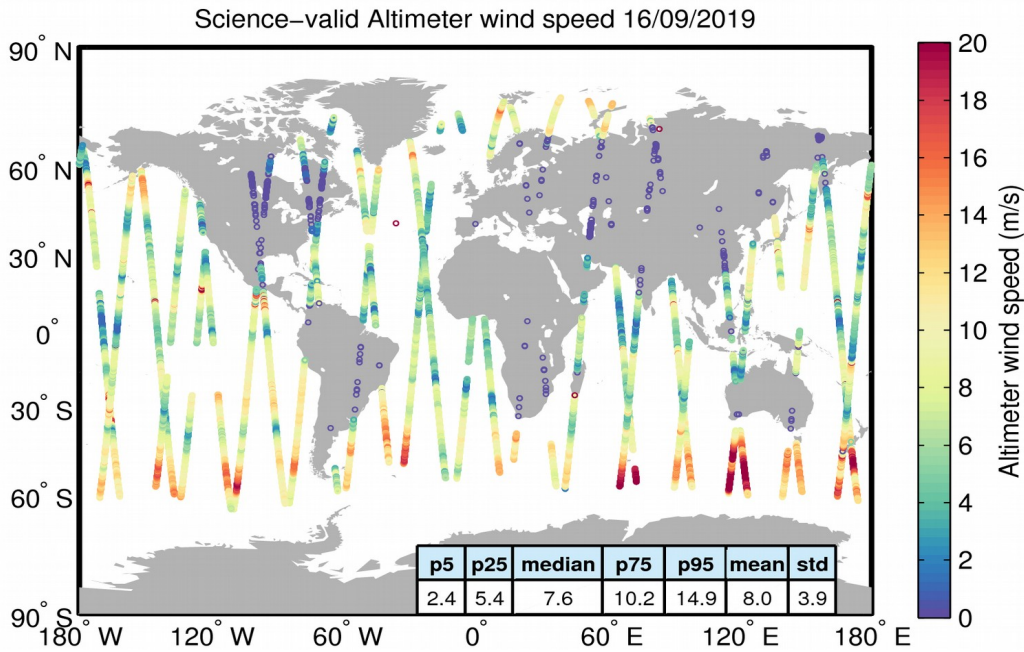 Science−valid Altimeter wind speed 16/09/2019
90° N
60° N
30° N
0°
30° S
60° S
90° S
180° W
120° W
60° W
0°
60° E
120° E
180° E
p5 p25 median p75 p95 mean std
2.4 5.4 7.6 10.2 14.9 8.0 3.9
20
18
16
14
12
10
8
6
4
2
0
Altimeter wind speed (m/s)